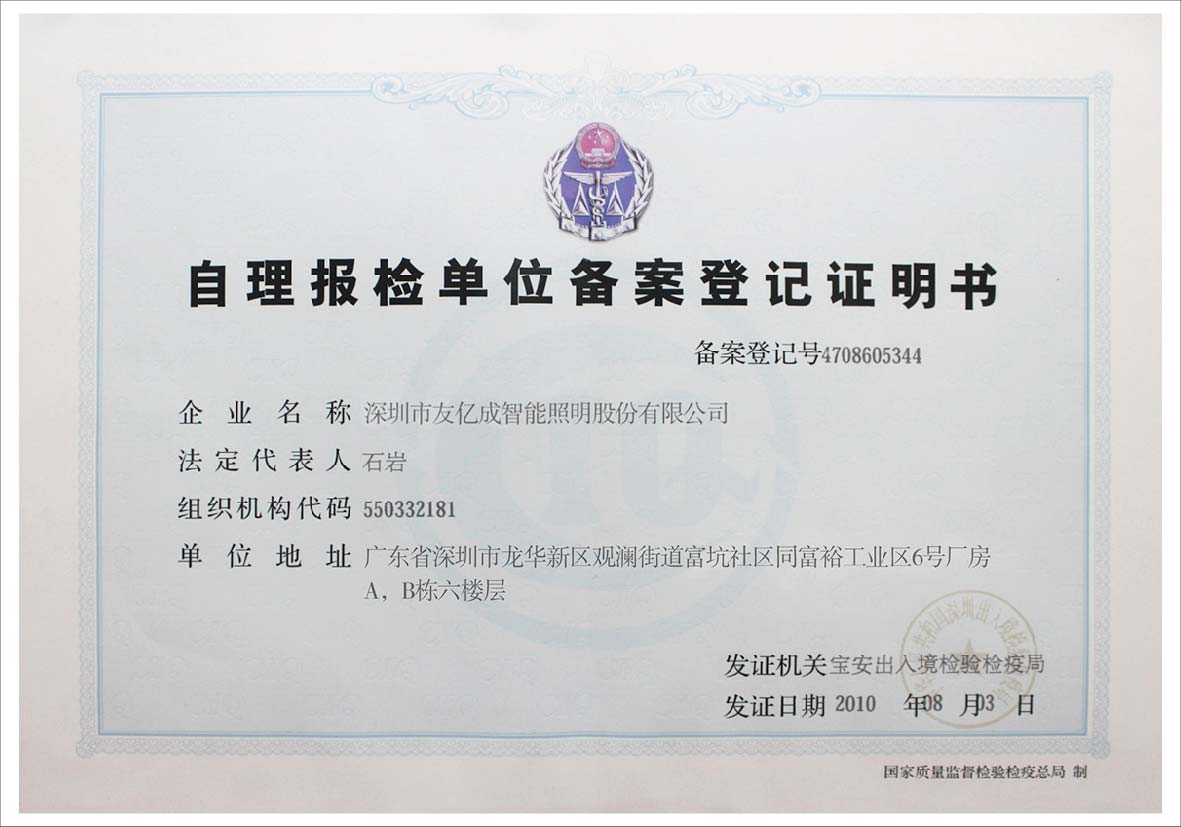 自理报检单位备案登记证明书
备案登记号4708605344
企业名称 深圳市友亿成智能照明股份有限公司
法定代表人 石岩
组织机构代码 550332181
单位地址 广东省深圳市龙华新区观澜街道富坑社区同富裕工业区6号厂房
A，B栋六楼层
发证机关宝安出入境检验检疫局
发证日期 2010 年08 月03 日
国家质量监督检验检疫总局 制